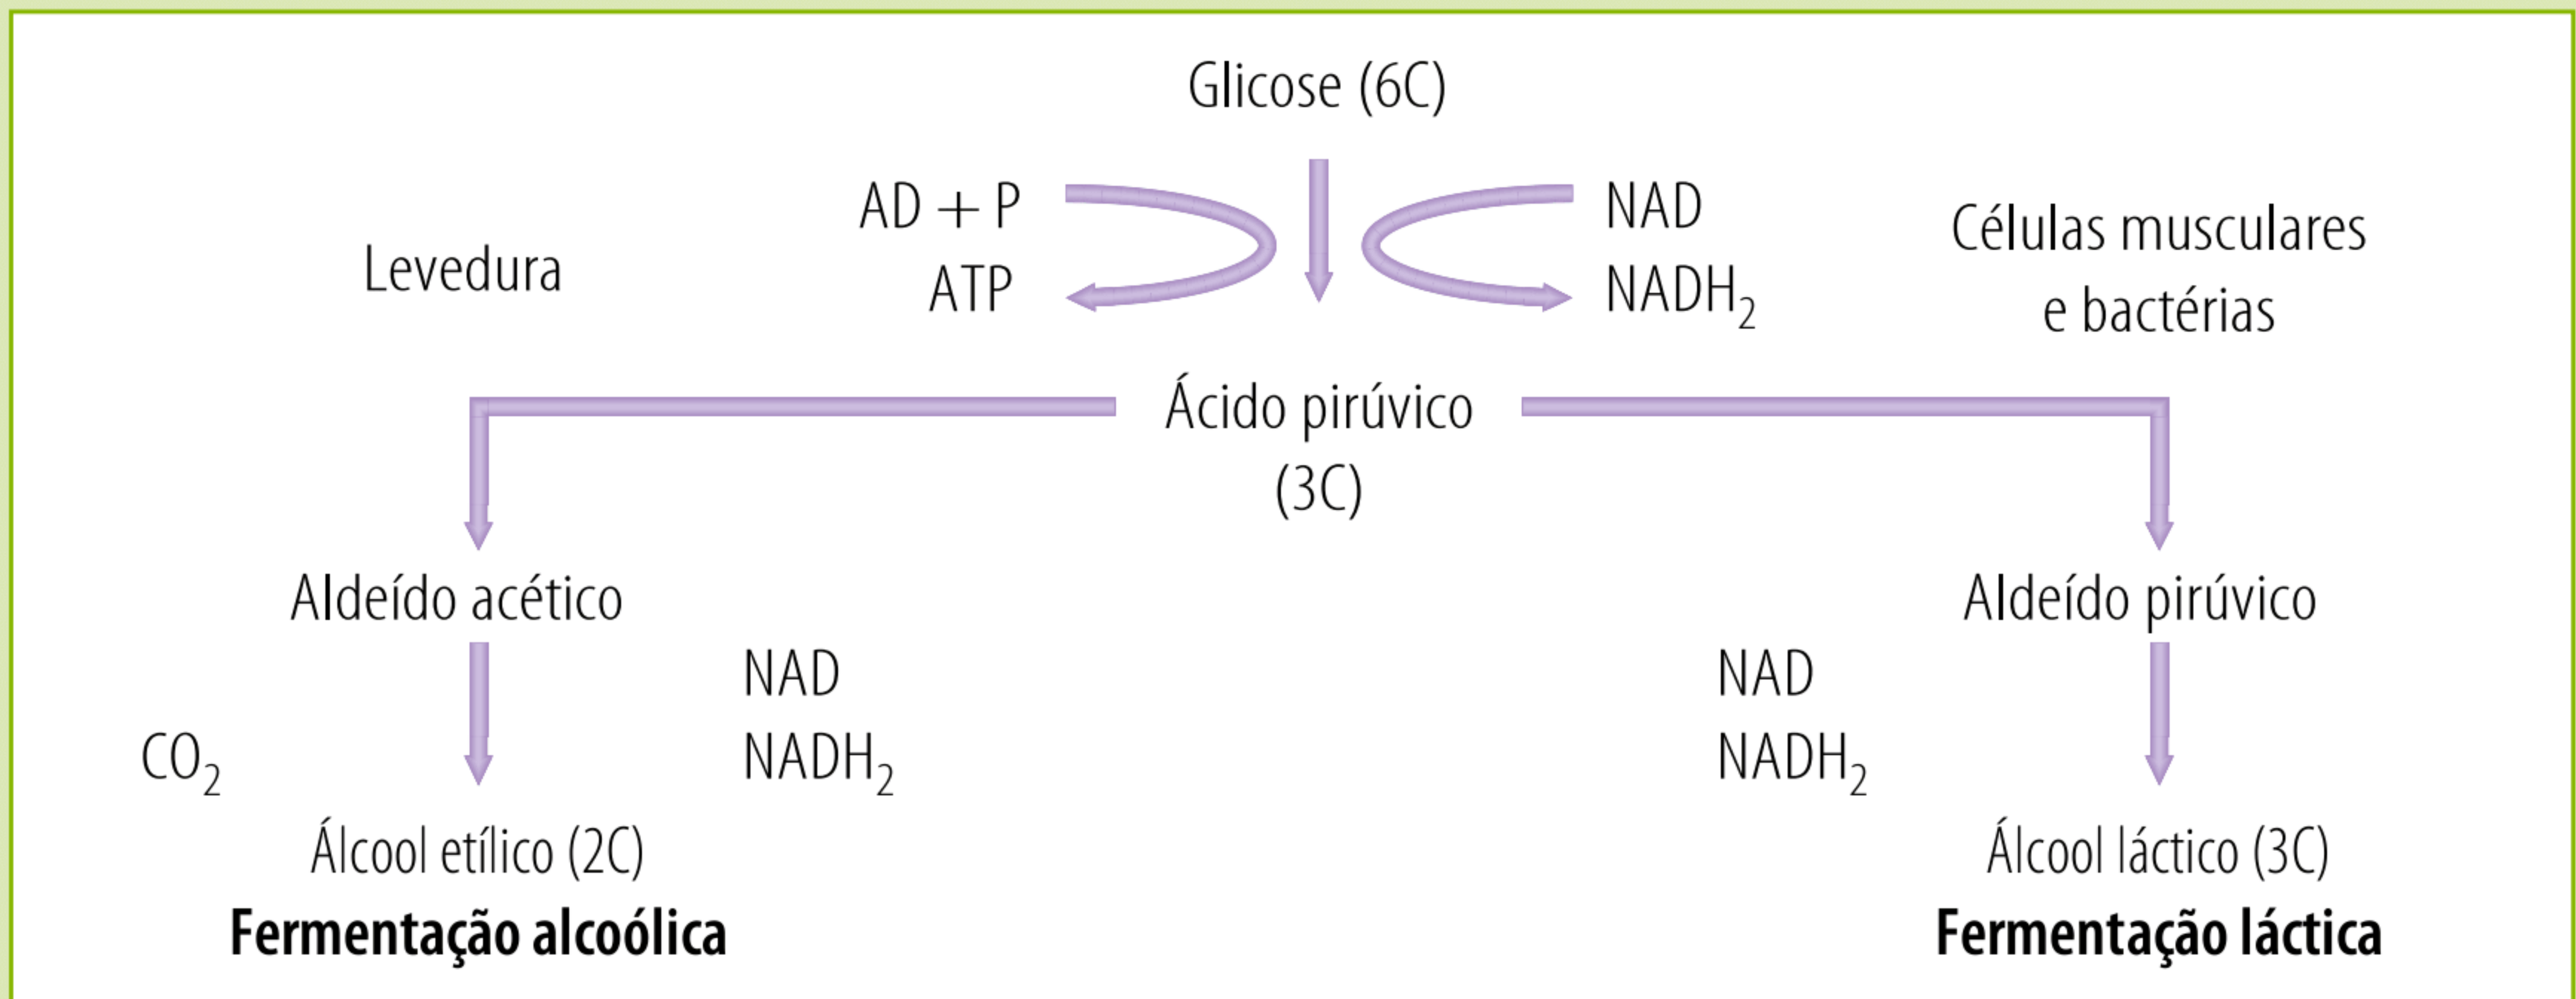 Glicose (6C)
AD + P
ATP
NAD
NADH₂
Levedura
Células musculares
e bactérias
Ácido pirúvico
(3C)
Aldeído acético
Aldeído pirúvico
NAD
NADH₂
NAD
NADH₂
CO₂
Álcool etílico (2C)
Fermentação alcoólica
Álcool láctico (3C)
Fermentação láctica